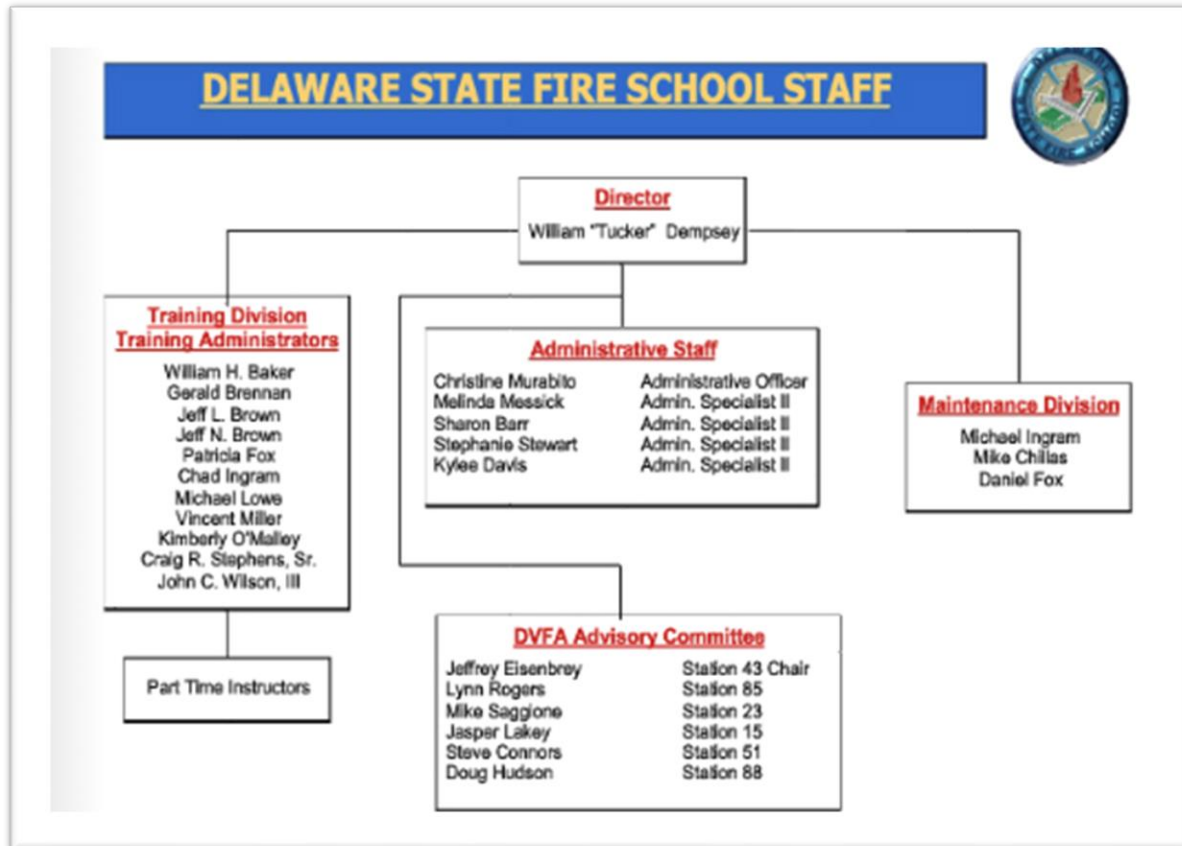 DELAWARE STATE FIRE SCHOOL STAFF
Director
William "Tucker" Dempsey
Training Division
Training Administrators
William H. Baker
Gerald Brennan
Jeff L. Brown
Jeff N. Brown
Patricia Fox
Chad Ingram
Michael Lowe
Vincent Miller
Kimberly O'Malley
Craig R. Stephens, Sr.
John C. Wilson, III
Part Time Instructors
Administrative Staff
Christine Murabito Administrative Officer
Melinda Messick Admin. Specialist II
Sharon Barr Admin. Specialist II
Stephanie Stewart Admin. Specialist II
Kylee Davis Admin. Specialist II
Maintenance Division
Michael Ingram
Mike Chillas
Daniel Fox
DVFA Advisory Committee
Jeffrey Eisenbrey Station 43 Chair
Lynn Rogers Station 85
Mike Saggione Station 23
Jasper Lakey Station 15
Steve Connors Station 51
Doug Hudson Station 88